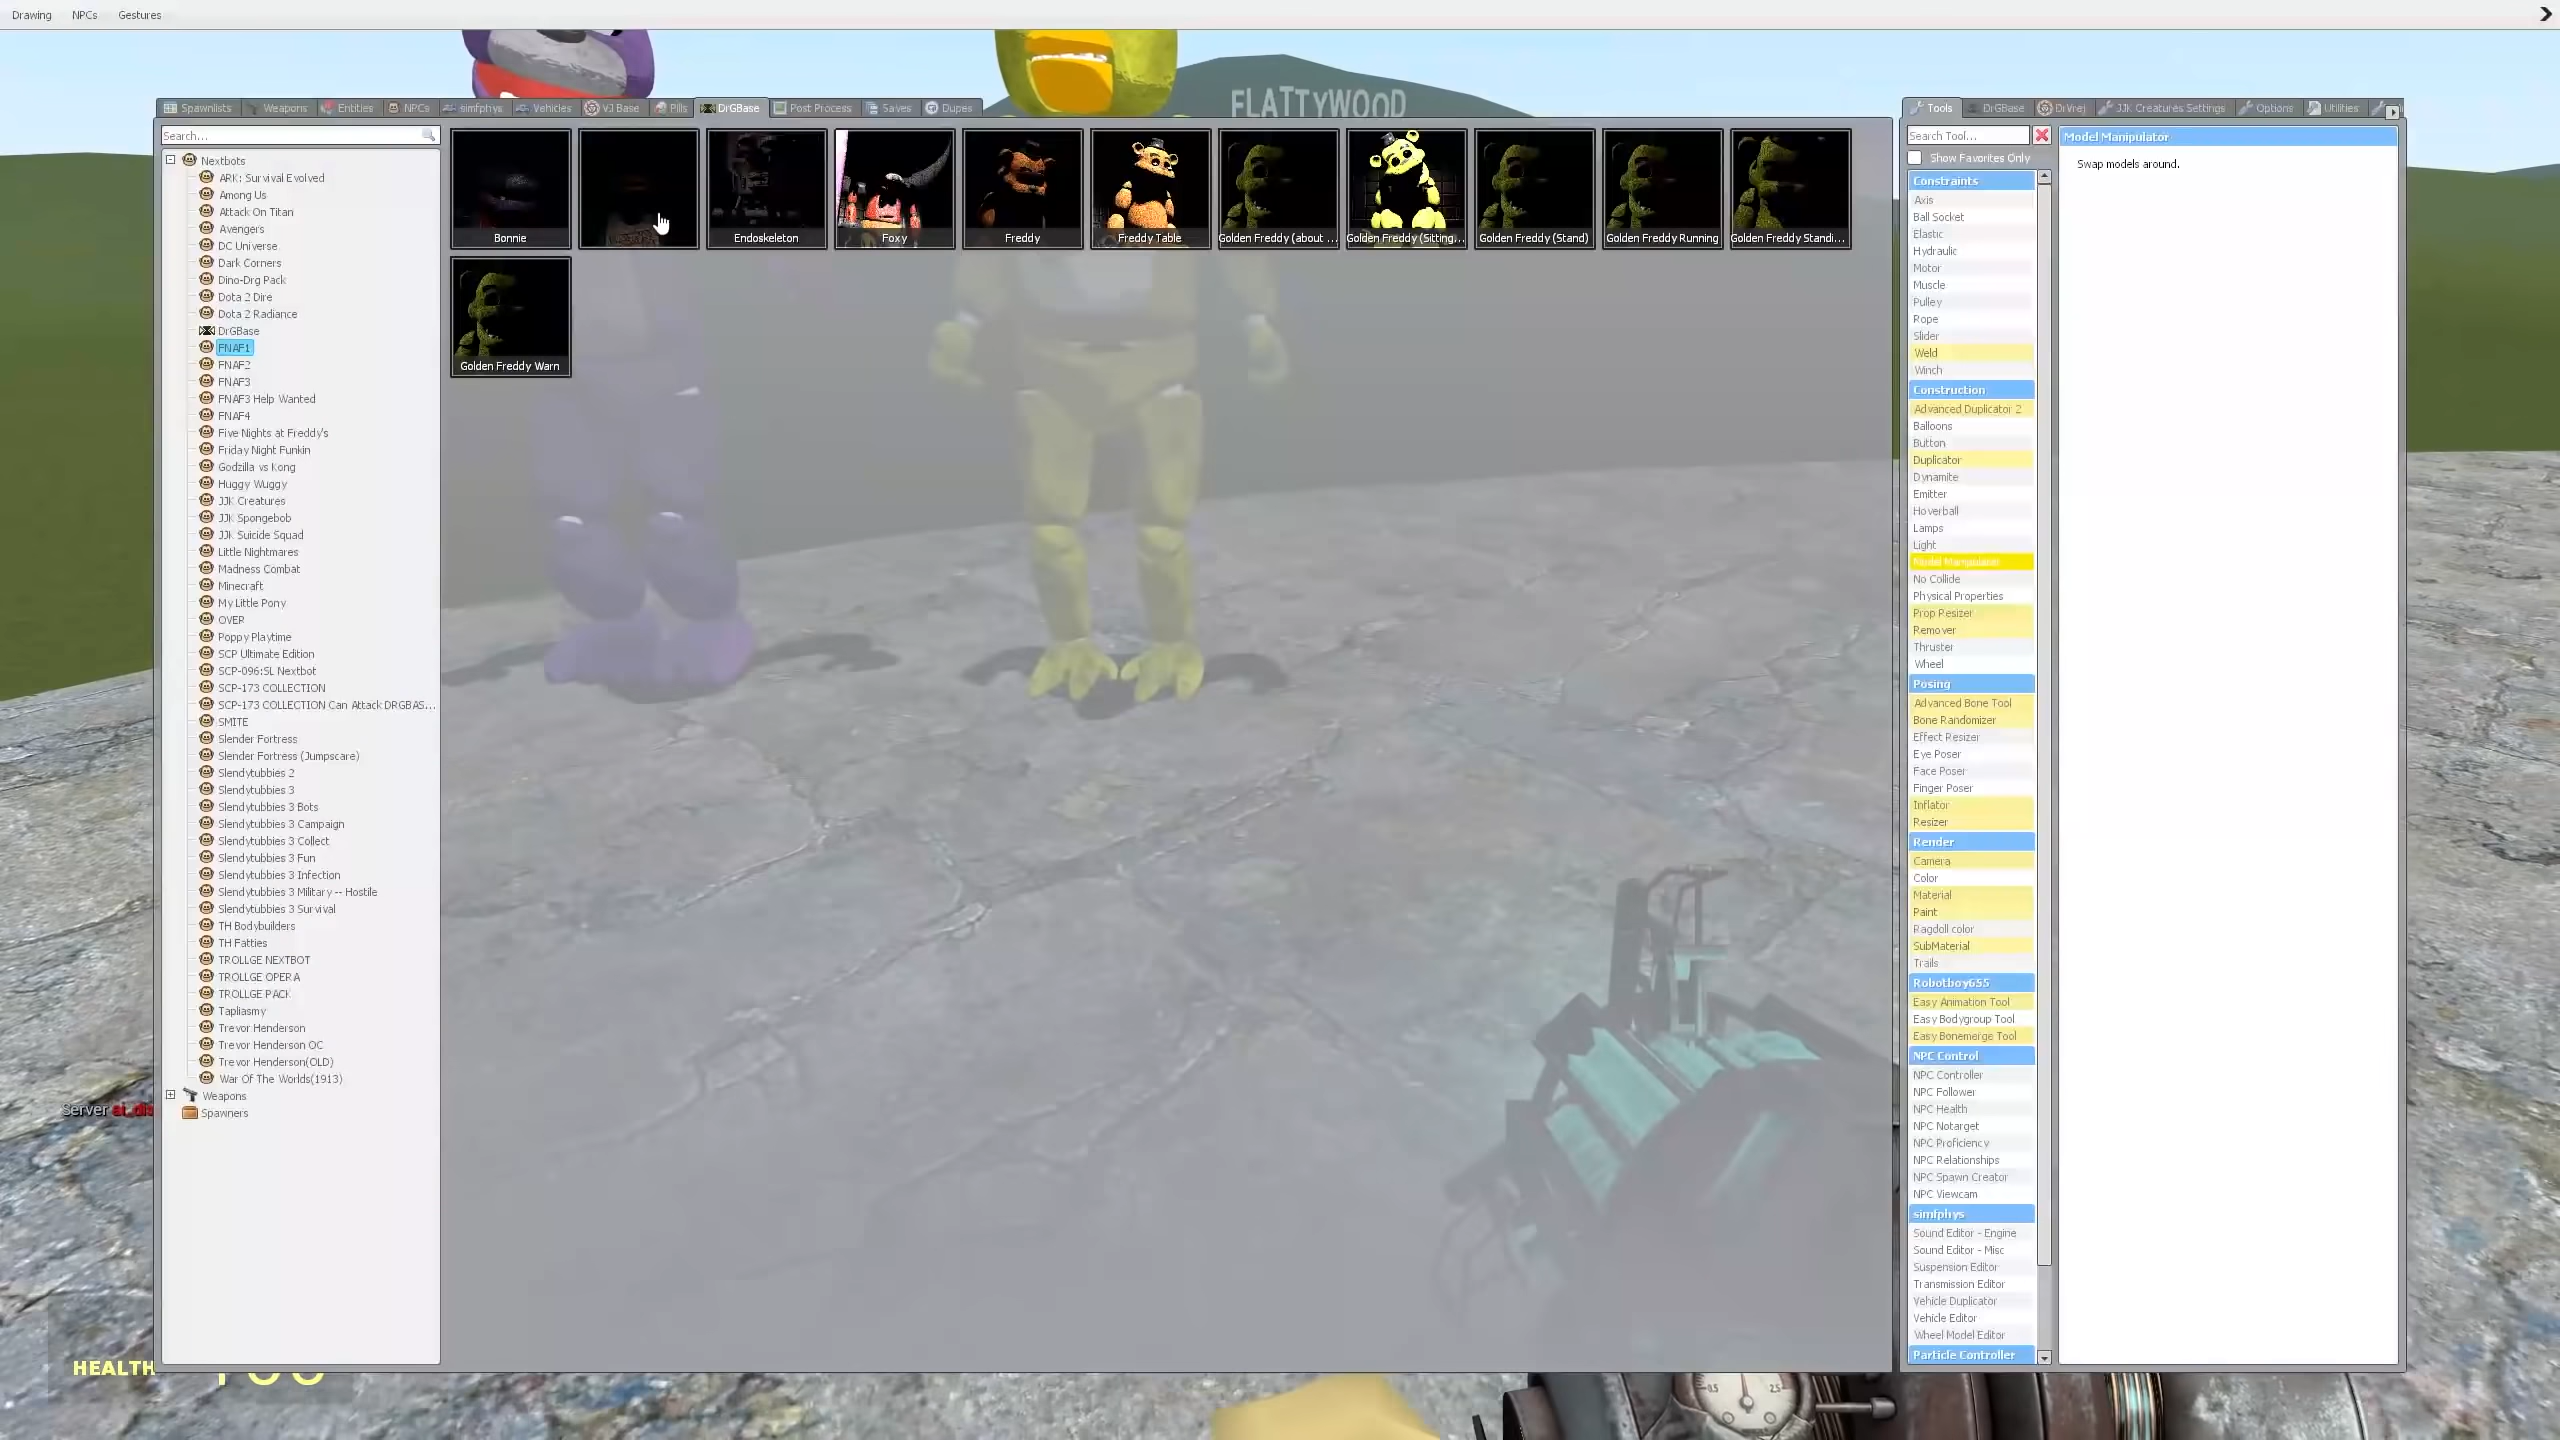 Drawing NPCs Gestures
FLATTYWOOD
Spawnlists Weapons Entities NPCs simfphys Vehicles VJ Base Pills DrGBase Post Process Saves Dupes
Search...
Nextbots
ARK: Survival Evolved
Among Us
Attack On Titan
Avengers
DC Universe
Dark Corners
Dino-Drg Pack
Dota 2 Dire
Dota 2 Radiance
DrGBase
FNAF1
FNAF2
FNAF3
FNAF3 Help Wanted
FNAF4
Five Nights at Freddy's
Friday Night Funkin
Godzilla vs Kong
Huggy Wuggy
JJK Creatures
JJK Spongebob
JJK Suicide Squad
Little Nightmares
Madness Combat
Minecraft
My Little Pony
OVER
Poppy Playtime
SCP Ultimate Edition
SCP-096:SL Nextbot
SCP-173 COLLECTION
SCP-173 COLLECTION Can Attack DRGBAS...
SMITE
Slender Fortress
Slender Fortress (Jumpscare)
Slendytubbies 2
Slendytubbies 3
Slendytubbies 3 Bots
Slendytubbies 3 Campaign
Slendytubbies 3 Collect
Slendytubbies 3 Fun
Slendytubbies 3 Infection
Slendytubbies 3 Military -- Hostile
Slendytubbies 3 Survival
TH Bodybuilders
TH Fatties
TROLLGE NEXTBOT
TROLLGE OPERA
TROLLGE PACK
Tapliasmy
Trevor Henderson
Trevor Henderson OC
Trevor Henderson(OLD)
War Of The Worlds(1913)
Weapons
Spawners
Bonnie Endoskeleton Foxy Freddy Freddy Table Golden Freddy (about ... Golden Freddy (Sitting... Golden Freddy (Stand) Golden Freddy Running Golden Freddy Standi...
Golden Freddy Warn
Server
HEALTH
Tools DrGBase DrVrej JJK Creatures Settings Options Utilities
Search Tool...
Show Favorites Only
Constraints
Axis
Ball Socket
Elastic
Hydraulic
Motor
Muscle
Pulley
Rope
Slider
Weld
Winch
Construction
Advanced Duplicator 2
Balloons
Button
Duplicator
Dynamite
Emitter
Hoverball
Lamps
Light
Model Manipulator
No Collide
Physical Properties
Prop Resizer
Remover
Thruster
Wheel
Posing
Advanced Bone Tool
Bone Randomizer
Effect Resizer
Eye Poser
Face Poser
Finger Poser
Inflator
Resizer
Render
Camera
Color
Material
Paint
Ragdoll color
SubMaterial
Trails
Robotboy655
Easy Animation Tool
Easy Bodygroup Tool
Easy Bonemerge Tool
NPC Control
NPC Controller
NPC Follower
NPC Health
NPC Notarget
NPC Proficiency
NPC Relationships
NPC Spawn Creator
NPC Viewcam
simfphys
Sound Editor - Engine
Sound Editor - Misc
Suspension Editor
Transmission Editor
Vehicle Duplicator
Vehicle Editor
Wheel Model Editor
Particle Controller
Model Manipulator
Swap models around.